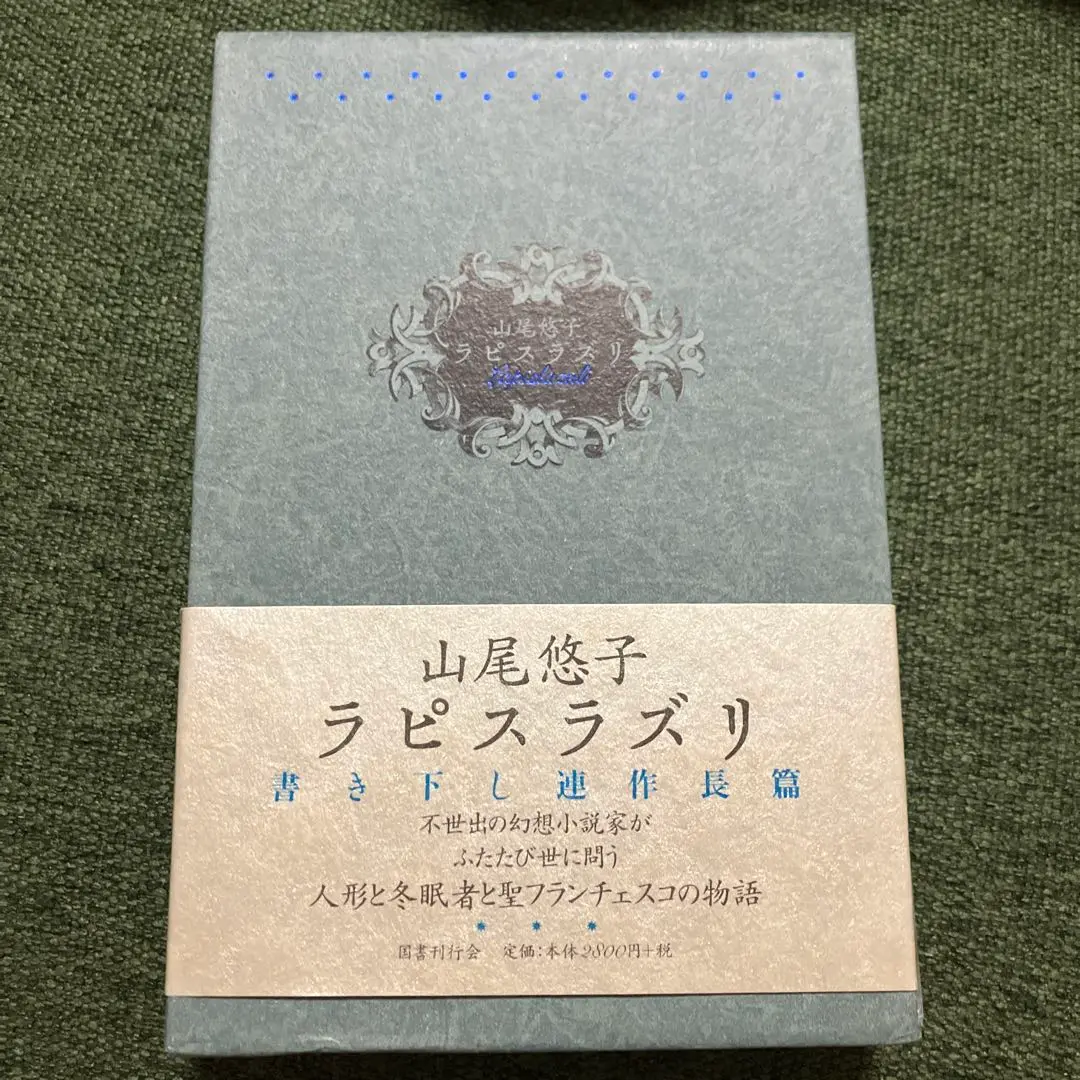 山尾悠子
ラピスラズリ
山尾悠子
ラピスラズリ
書き下し連作長篇
不世出の幻想小説家が
ふたたび世に問う
人形と冬眠者と聖フランチェスコの物語
国書刊行会 定価:本体2800円+税